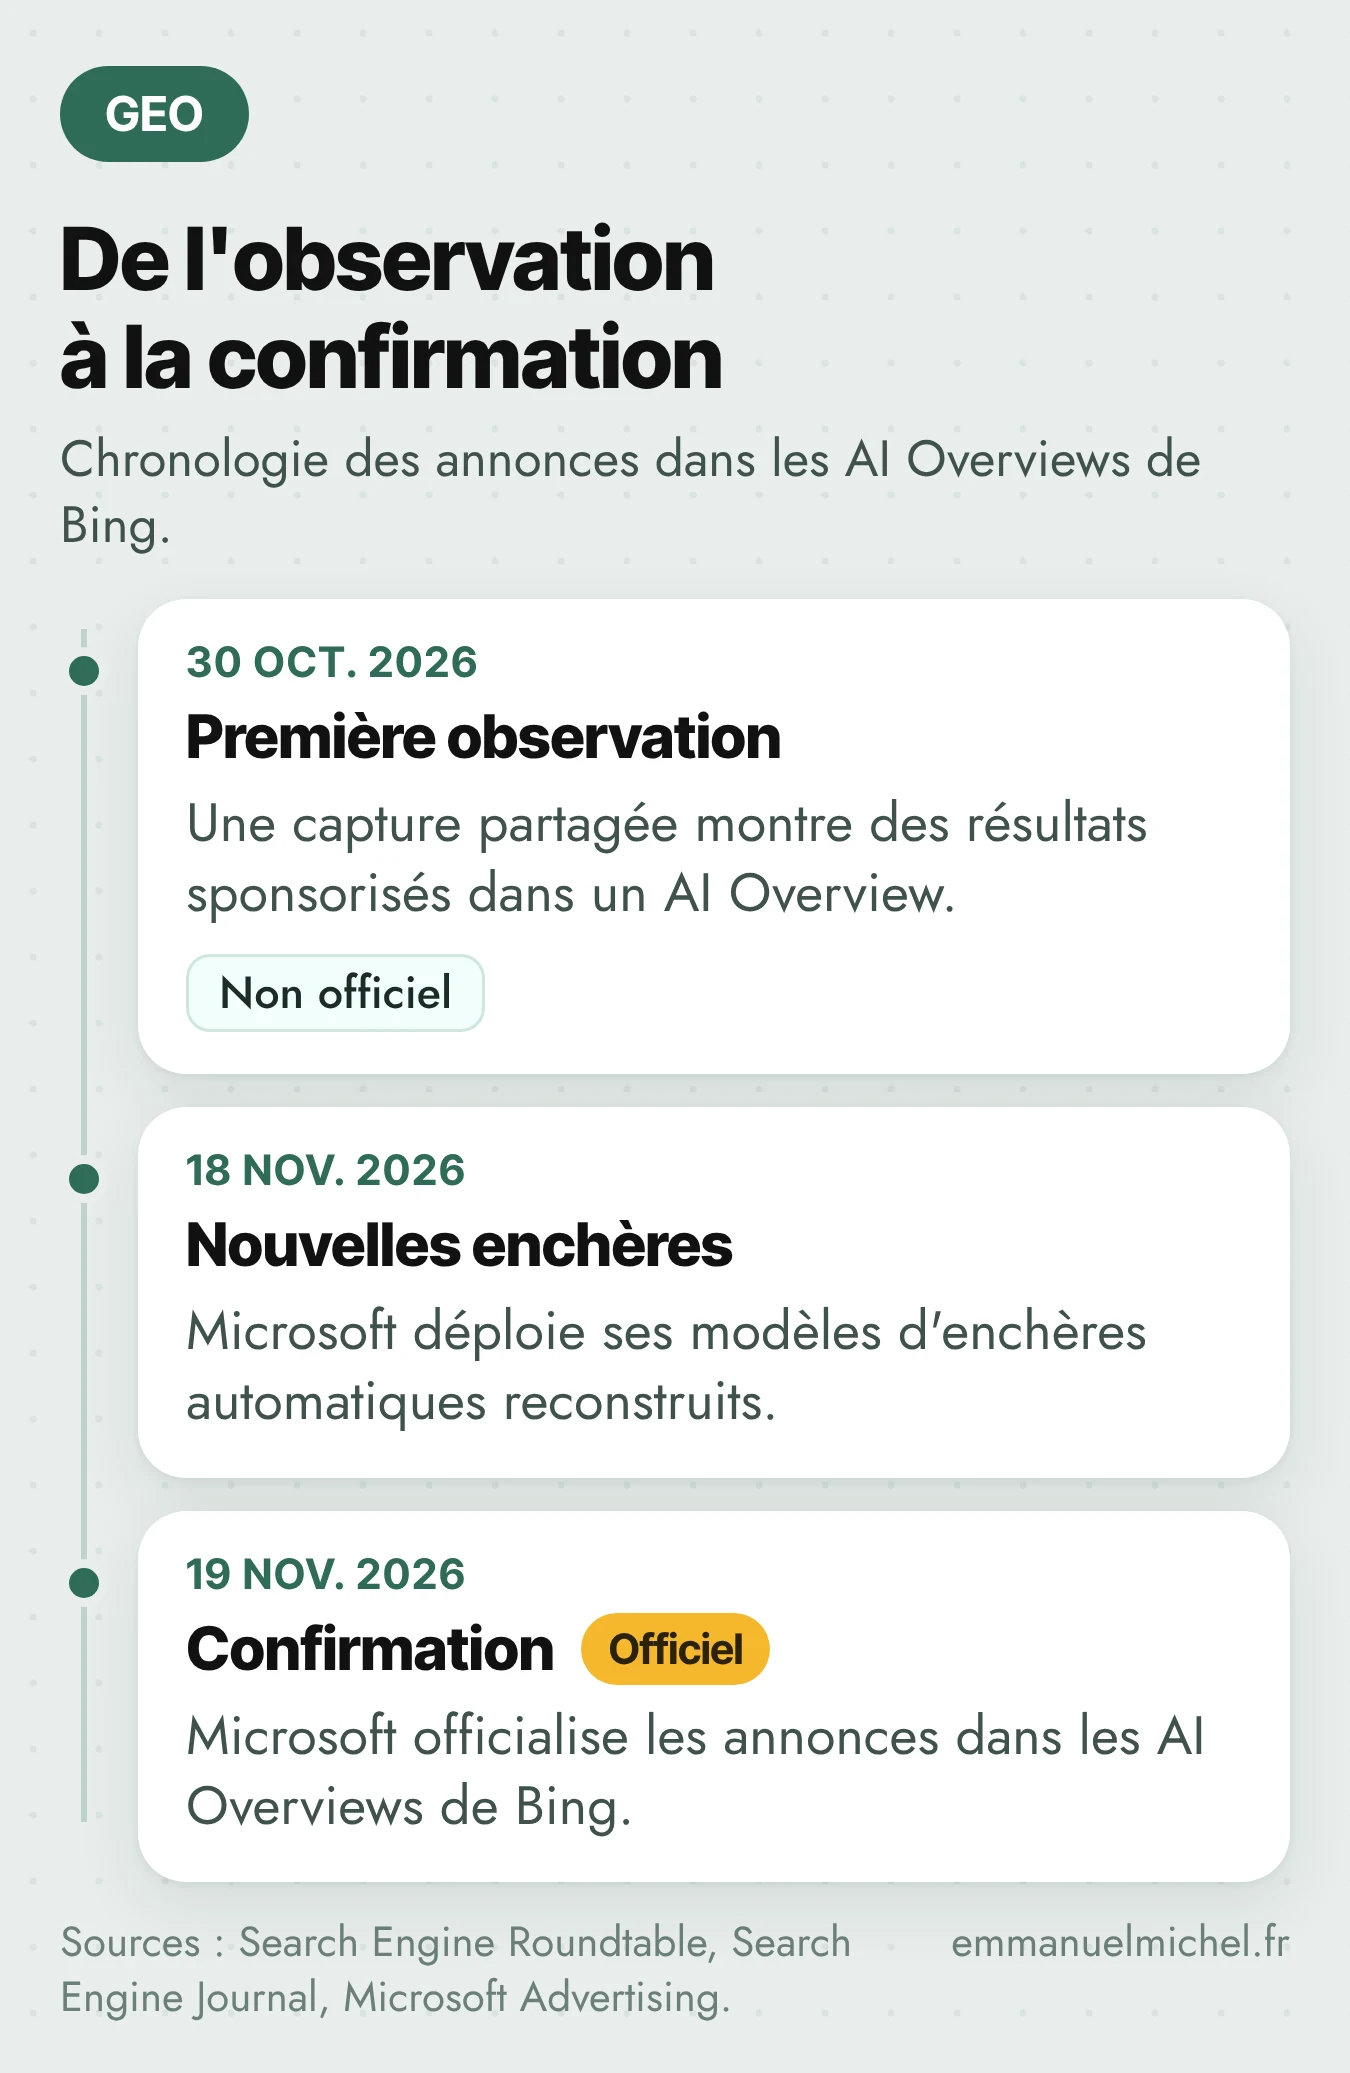 GEO
De l'observation
à la confirmation
Chronologie des annonces dans les AI Overviews de
Bing.
30 OCT. 2026
Première observation
Une capture partagée montre des résultats
sponsorisés dans un AI Overview.
Non officiel
18 NOV. 2026
Nouvelles enchères
Microsoft déploie ses modèles d'enchères
automatiques reconstruits.
19 NOV. 2026
Confirmation Officiel
Microsoft officialise les annonces dans les AI
Overviews de Bing.
Sources : Search Engine Roundtable, Search emmanuelmichel.fr
Engine Journal, Microsoft Advertising.